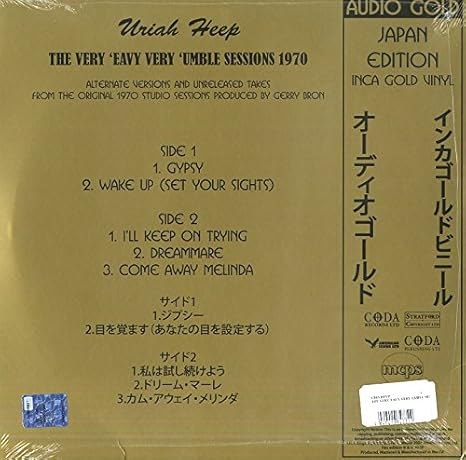 Uriah Heep
THE VERY 'EAVY VERY 'UMBLE SESSIONS 1970
ALTERNATE VERSIONS AND UNRELEASED TAKES
FROM THE ORIGINAL 1970 STUDIO SESSIONS PRODUCED BY GERRY BRON
SIDE 1
1. GYPSY
2. WAKE UP (SET YOUR SIGHTS)
SIDE 2
1. I'LL KEEP ON TRYING
2. DREAMMARE
3. COME AWAY MELINDA
サイド1
1.ジプシー
2.目を覚ます(あなたの目を設定する)
サイド2
1.私は試し続けよう
2.ドリーム・マーレ
3.カム・アウェイ・メリンダ
AUDIO GOLD
JAPAN
EDITION
INCA GOLD VINYL
インカゴールドビニール
オーディオゴールド
CODA
RECORDS LTD
STRATFORD
COPYRIGHT LTD
CODA
PUBLISHING LTD
mcps